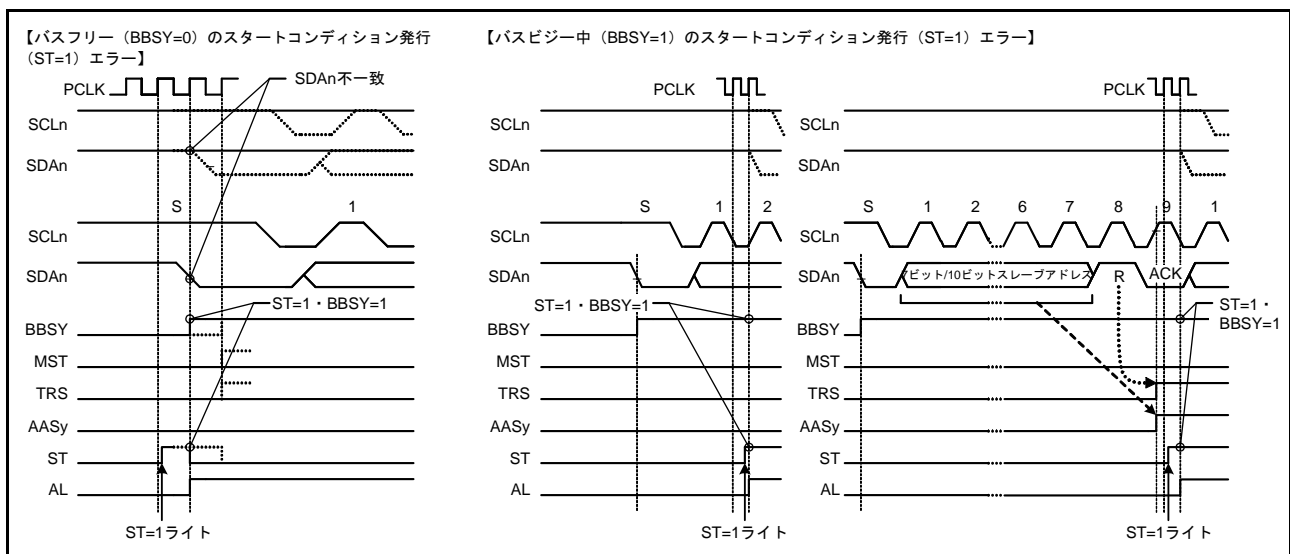 【バスフリー（BBSY=0）のスタートコンディション発行
（ST=1）エラー】
PCLK
SDAn不一致
SCLn
SDAn
S 1
SCLn
SDAn
ST=1・BBSY=1
BBSY
MST
TRS
AASy
ST
AL
ST=1ライト
【バスビジー中（BBSY=1）のスタートコンディション発行（ST=1）エラー】
PCLK
SCLn
SDAn
S 1 2
SCLn
SDAn
ST=1・BBSY=1
BBSY
MST
TRS
AASy
ST
AL
ST=1ライト
PCLK
SCLn
SDAn
S 1 2 6 7 8 9 1
SCLn
SDAn
7ビット/10ビットスレーブアドレス R ACK
ST=1・
BBSY=1
BBSY
MST
TRS
AASy
ST
AL
ST=1ライト